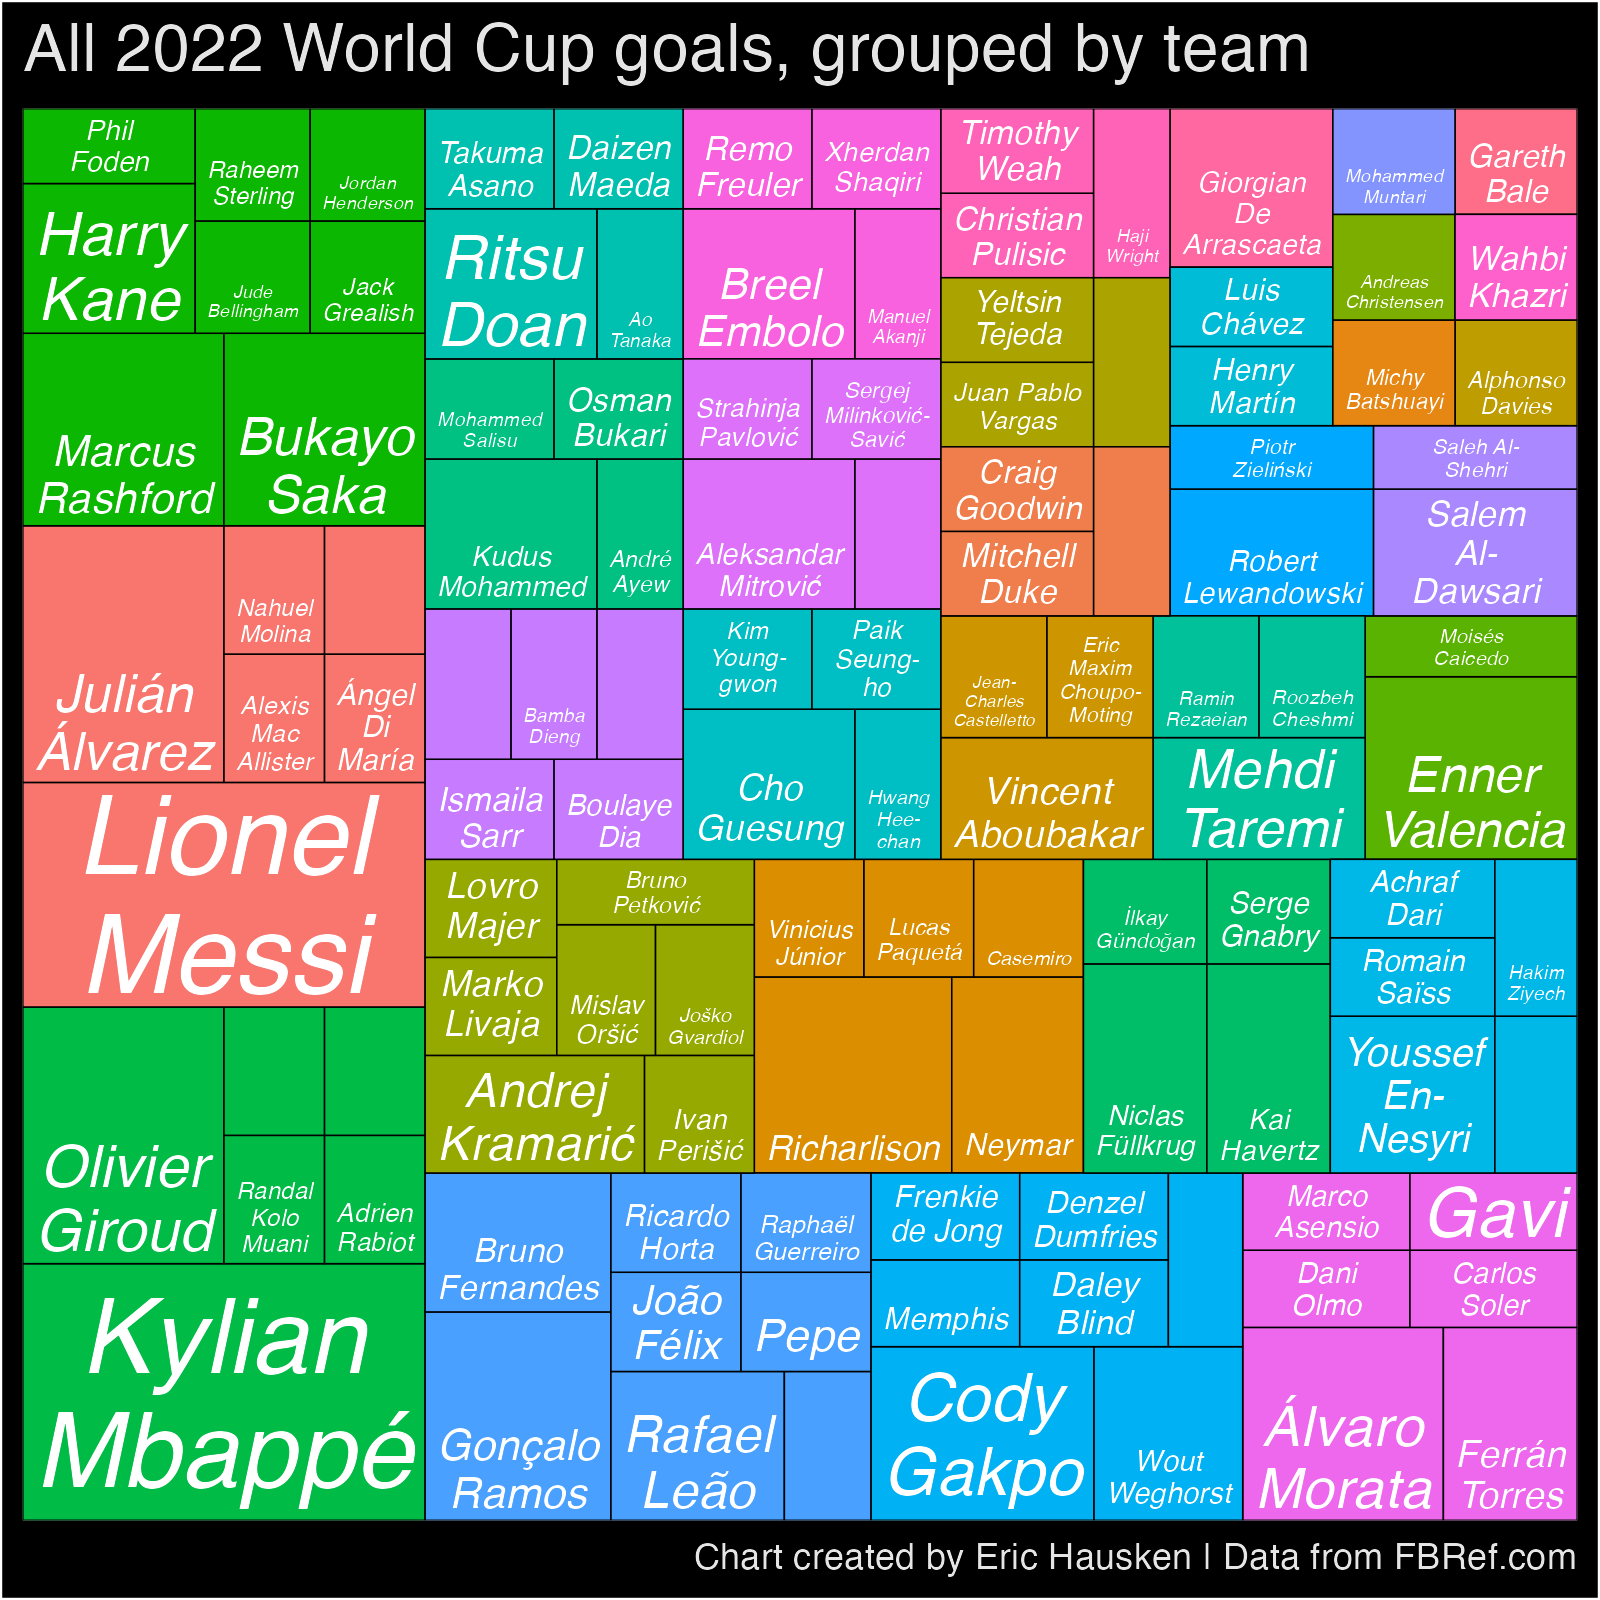 All 2022 World Cup goals, grouped by team
Phil
Foden
Raheem
Sterling
Jordan
Henderson
Harry
Kane
Jude
Bellingham
Jack
Grealish
Marcus
Rashford
Bukayo
Saka
Julián
Álvarez
Nahuel
Molina
Alexis
Mac
Allister
Ángel
Di
María
Lionel
Messi
Olivier
Giroud
Randal
Kolo
Muani
Adrien
Rabiot
Kylian
Mbappé
Takuma
Asano
Daizen
Maeda
Ritsu
Doan
Ao
Tanaka
Mohammed
Salisu
Osman
Bukari
Kudus
Mohammed
André
Ayew
Bamba
Dieng
Ismaila
Sarr
Boulaye
Dia
Remo
Freuler
Xherdan
Shaqiri
Breel
Embolo
Manuel
Akanji
Strahinja
Pavlović
Sergej
Milinković-
Savić
Aleksandar
Mitrović
Kim
Young-
gwon
Paik
Seung-
ho
Cho
Guesung
Hwang
Hee-
chan
Timothy
Weah
Christian
Pulisic
Haji
Wright
Yeltsin
Tejeda
Juan Pablo
Vargas
Craig
Goodwin
Mitchell
Duke
Giorgian
De
Arrascaeta
Luis
Chávez
Henry
Martín
Mohammed
Muntari
Gareth
Bale
Andreas
Christensen
Wahbi
Khazri
Michy
Batshuayi
Alphonso
Davies
Piotr
Zieliński
Robert
Lewandowski
Saleh Al-
Shehri
Salem
Al-
Dawsari
Jean-
Charles
Castelletto
Eric
Maxim
Choupo-
Moting
Vincent
Aboubakar
Ramin
Rezaeian
Roozbeh
Cheshmi
Mehdi
Taremi
Moisés
Caicedo
Enner
Valencia
Lovro
Majer
Bruno
Petković
Marko
Livaja
Mislav
Oršić
Joško
Gvardiol
Andrej
Kramarić
Ivan
Perišić
Vinicius
Júnior
Lucas
Paquetá
Casemiro
Richarlison
Neymar
İlkay
Gündoğan
Serge
Gnabry
Niclas
Füllkrug
Kai
Havertz
Achraf
Dari
Romain
Saïss
Hakim
Ziyech
Youssef
En-
Nesyri
Bruno
Fernandes
Ricardo
Horta
Raphaël
Guerreiro
João
Félix
Pepe
Gonçalo
Ramos
Rafael
Leão
Frenkie
de Jong
Denzel
Dumfries
Memphis
Daley
Blind
Cody
Gakpo
Wout
Weghorst
Marco
Asensio
Gavi
Dani
Olmo
Carlos
Soler
Álvaro
Morata
Ferrán
Torres
Chart created by Eric Hausken | Data from FBRef.com